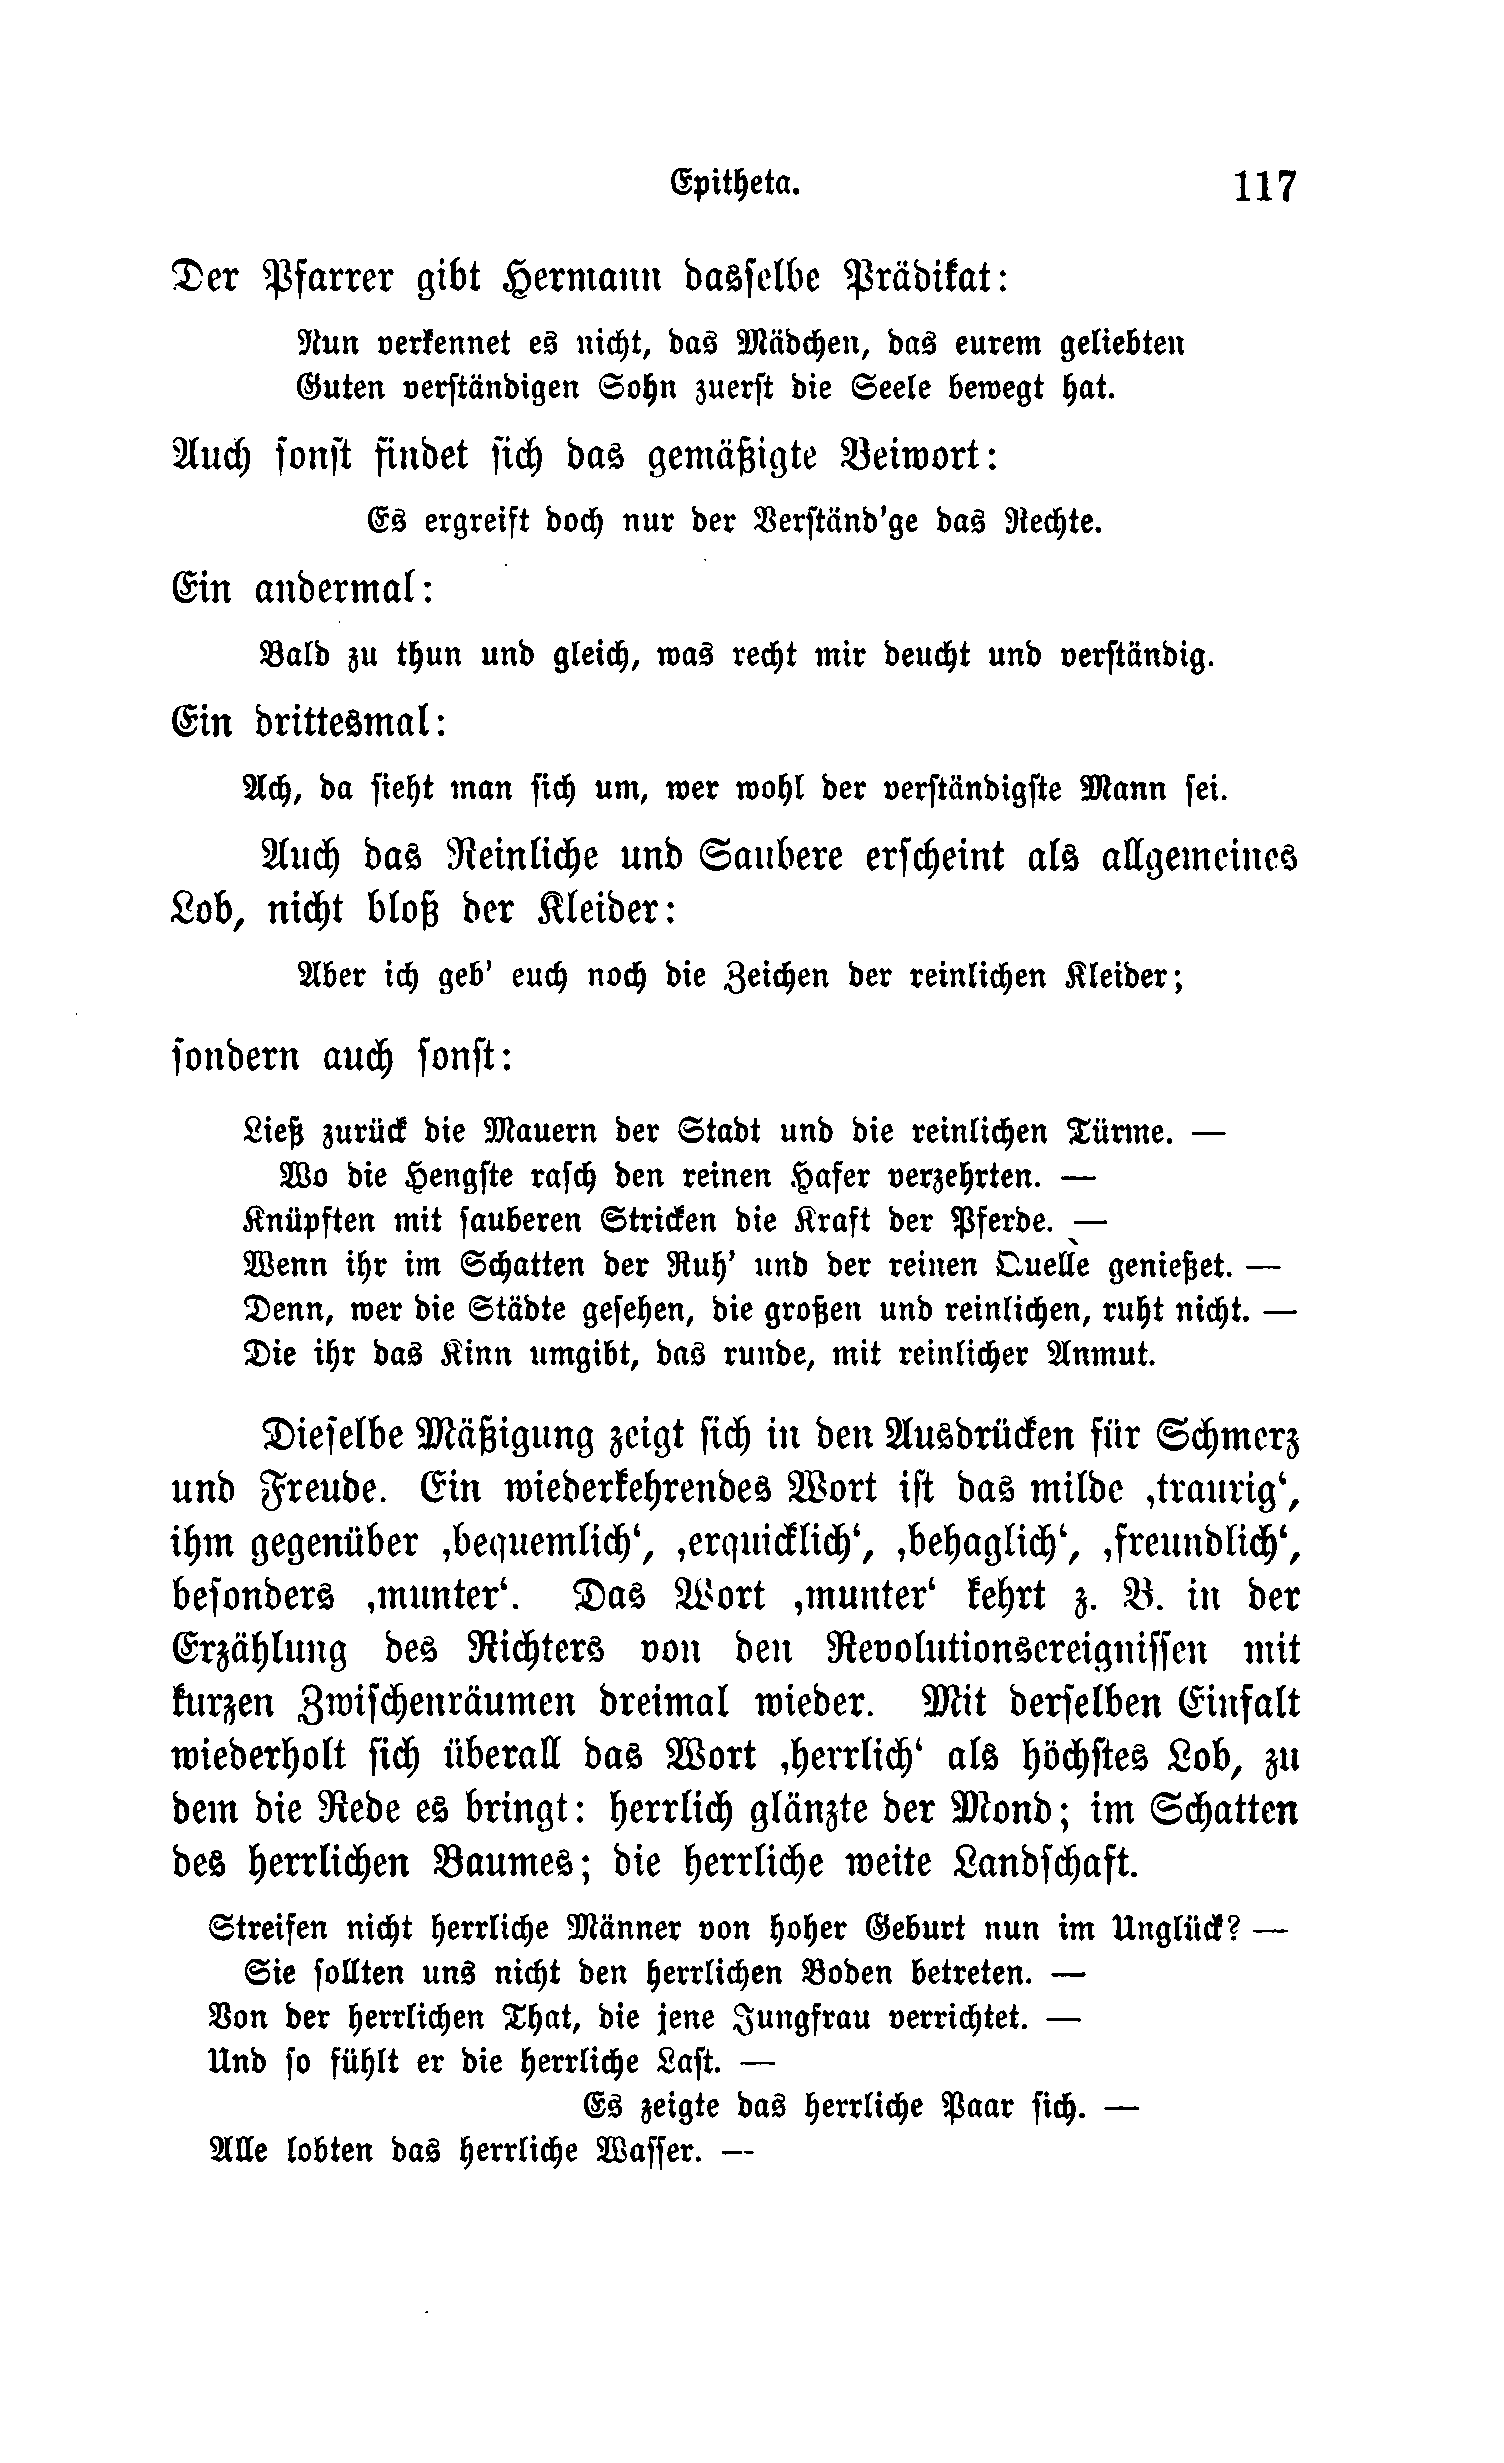 Epitheta. 117
Der Pfarrer gibt Hermann dasſelbe Prädikat:
Nun verkennet es nicht, das Mädchen, das eurem geliebten
Guten verſtändigen Sohn zuerſt die Seele bewegt hat.
Auch ſonſt findet ſich das gemäßigte Beiwort:
Es ergreift doch nur der Verſtänd'ge das Rechte.
Ein andermal:
Bald zu thun und gleich, was recht mir deucht und verſtändig.
Ein drittesmal:
Ach, da ſieht man ſich um, wer wohl der verſtändigſte Mann ſei.
Auch das Reinliche und Saubere erſcheint als allgemeines
Lob, nicht bloß der Kleider:
Aber ich geb' euch noch die Zeichen der reinlichen Kleider;
ſondern auch ſonſt:
Ließ zurück die Mauern der Stadt und die reinlichen Türme. —
Wo die Hengſte raſch den reinen Hafer verzehrten. —
Knüpften mit ſauberen Stricken die Kraft der Pferde. —
Wenn ihr im Schatten der Ruh' und der reinen Quelle genießet. —
Denn, wer die Städte geſehen, die großen und reinlichen, ruht nicht. —
Die ihr das Kinn umgibt, das runde, mit reinlicher Anmut.
Dieſelbe Mäßigung zeigt ſich in den Ausdrücken für Schmerz
und Freude. Ein wiederkehrendes Wort iſt das milde ‚traurig‘,
ihm gegenüber ‚bequemlich‘, ‚erquicklich‘, ‚behaglich‘, ‚freundlich‘,
beſonders ‚munter‘. Das Wort ‚munter‘ kehrt z. B. in der
Erzählung des Richters von den Revolutionsereigniſſen mit
kurzen Zwiſchenräumen dreimal wieder. Mit derſelben Einfalt
wiederholt ſich überall das Wort ‚herrlich‘ als höchſtes Lob, zu
dem die Rede es bringt: herrlich glänzte der Mond; im Schatten
des herrlichen Baumes; die herrliche weite Landſchaft.
Streifen nicht herrliche Männer von hoher Geburt nun im Unglück? —
Sie ſollten uns nicht den herrlichen Boden betreten. —
Von der herrlichen That, die jene Jungfrau verrichtet. —
Und ſo fühlt er die herrliche Laſt. —
Es zeigte das herrliche Paar ſich. —
Alle lobten das herrliche Waſſer. —